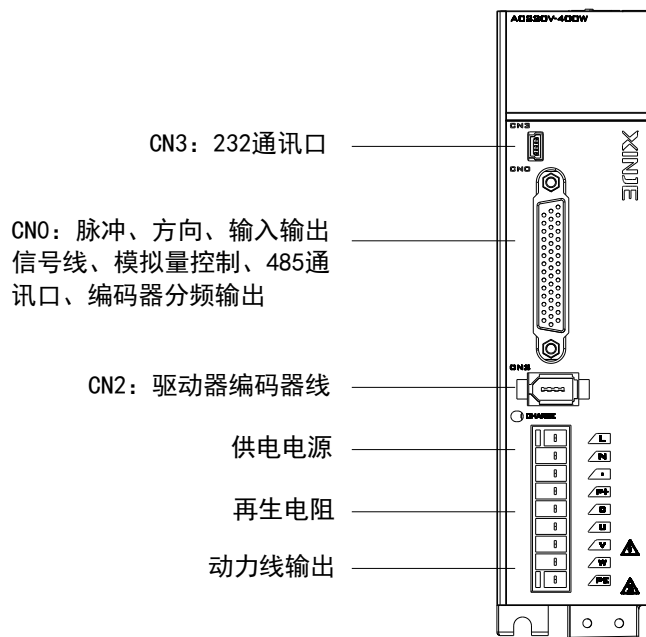 AC220V-400W
CN3
XINJE
CN3：232通讯口
CN0
CN0：脉冲、方向、输入输出
信号线、模拟量控制、485通
讯口、编码器分频输出
CN2
CN2：驱动器编码器线
CHARGE
供电电源
L
N
-
P+
再生电阻
C
U
V
动力线输出
W
PE